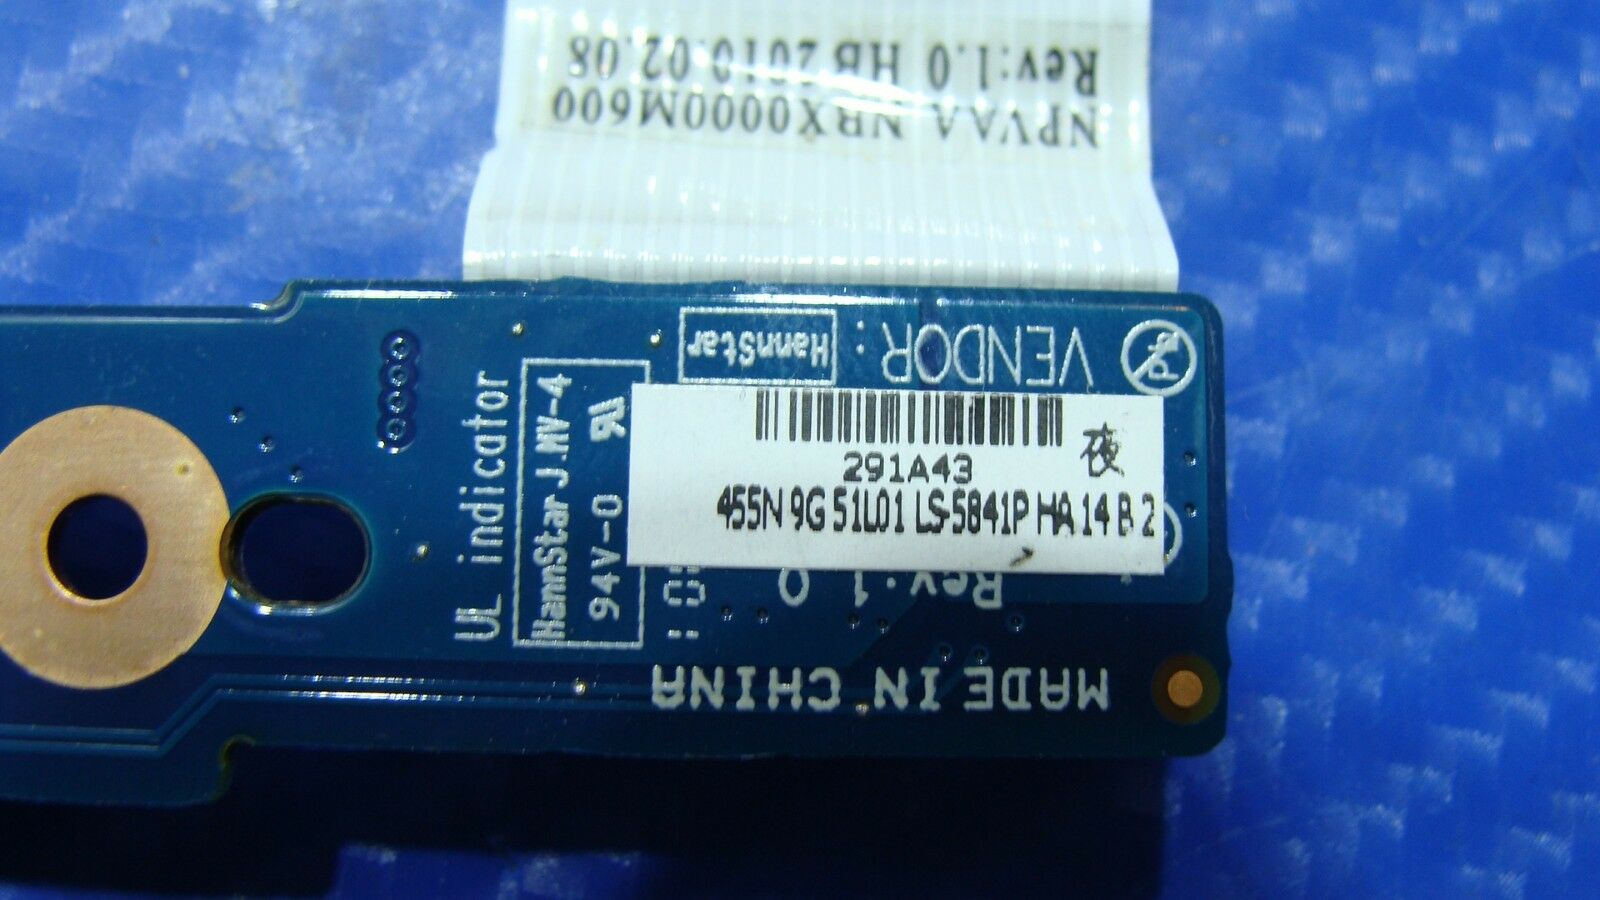 NPVAA NBX0000M600
Rev:1.0 HB 2010.02.08
VENDOR: HannStar
UL indicator
HannStar J.MV-4
94V-0
291A43
夜
455N 9G 51L01 LS-5841P HA 14 B 2
Rev:1.0
MADE IN CHINA